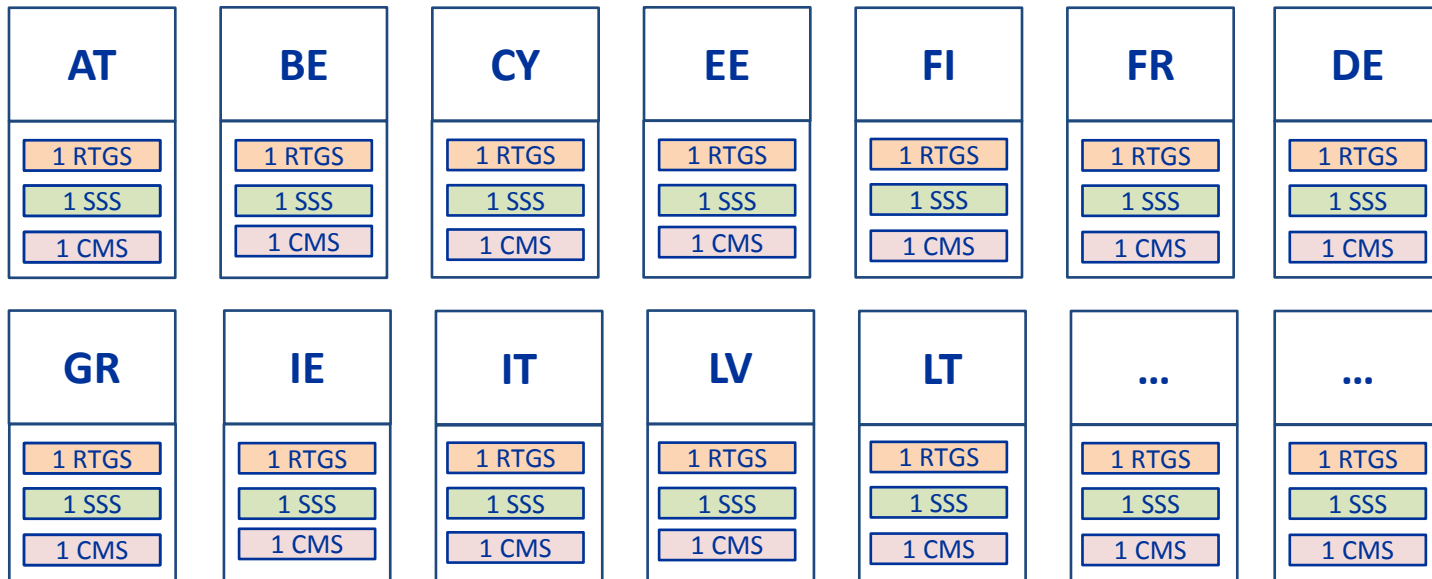 AT BE CY EE FI FR DE
1 RTGS 1 RTGS 1 RTGS 1 RTGS 1 RTGS 1 RTGS 1 RTGS
1 SSS 1 SSS 1 SSS 1 SSS 1 SSS 1 SSS 1 SSS
1 CMS 1 CMS 1 CMS 1 CMS 1 CMS 1 CMS 1 CMS
GR IE IT LV LT ... ...
1 RTGS 1 RTGS 1 RTGS 1 RTGS 1 RTGS 1 RTGS 1 RTGS
1 SSS 1 SSS 1 SSS 1 SSS 1 SSS 1 SSS 1 SSS
1 CMS 1 CMS 1 CMS 1 CMS 1 CMS 1 CMS 1 CMS